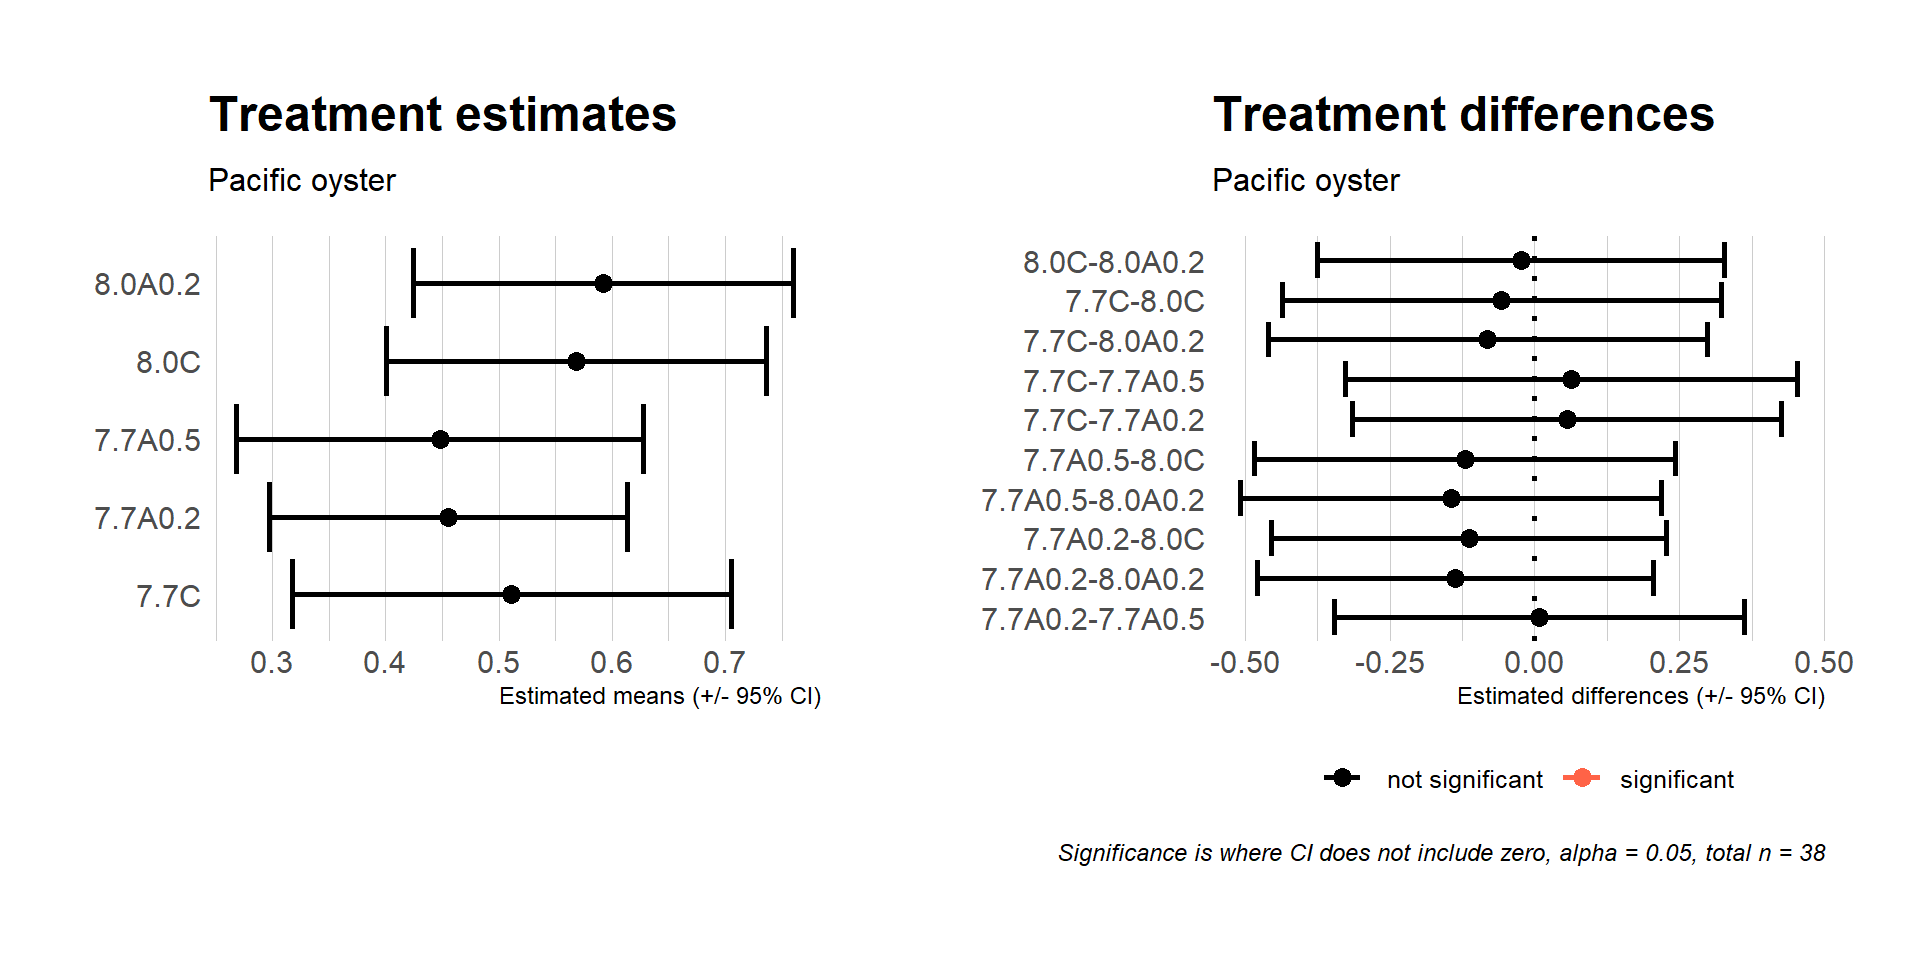 Treatment estimates
Pacific oyster
8.0A0.2
8.0C
7.7A0.5
7.7A0.2
7.7C
0.3 0.4 0.5 0.6 0.7
Estimated means (+/- 95% CI)
Treatment differences
Pacific oyster
8.0C-8.0A0.2
7.7C-8.0C
7.7C-8.0A0.2
7.7C-7.7A0.5
7.7C-7.7A0.2
7.7A0.5-8.0C
7.7A0.5-8.0A0.2
7.7A0.2-8.0C
7.7A0.2-8.0A0.2
7.7A0.2-7.7A0.5
-0.50 -0.25 0.00 0.25 0.50
Estimated differences (+/- 95% CI)
not significant significant
Significance is where CI does not include zero, alpha = 0.05, total n = 38